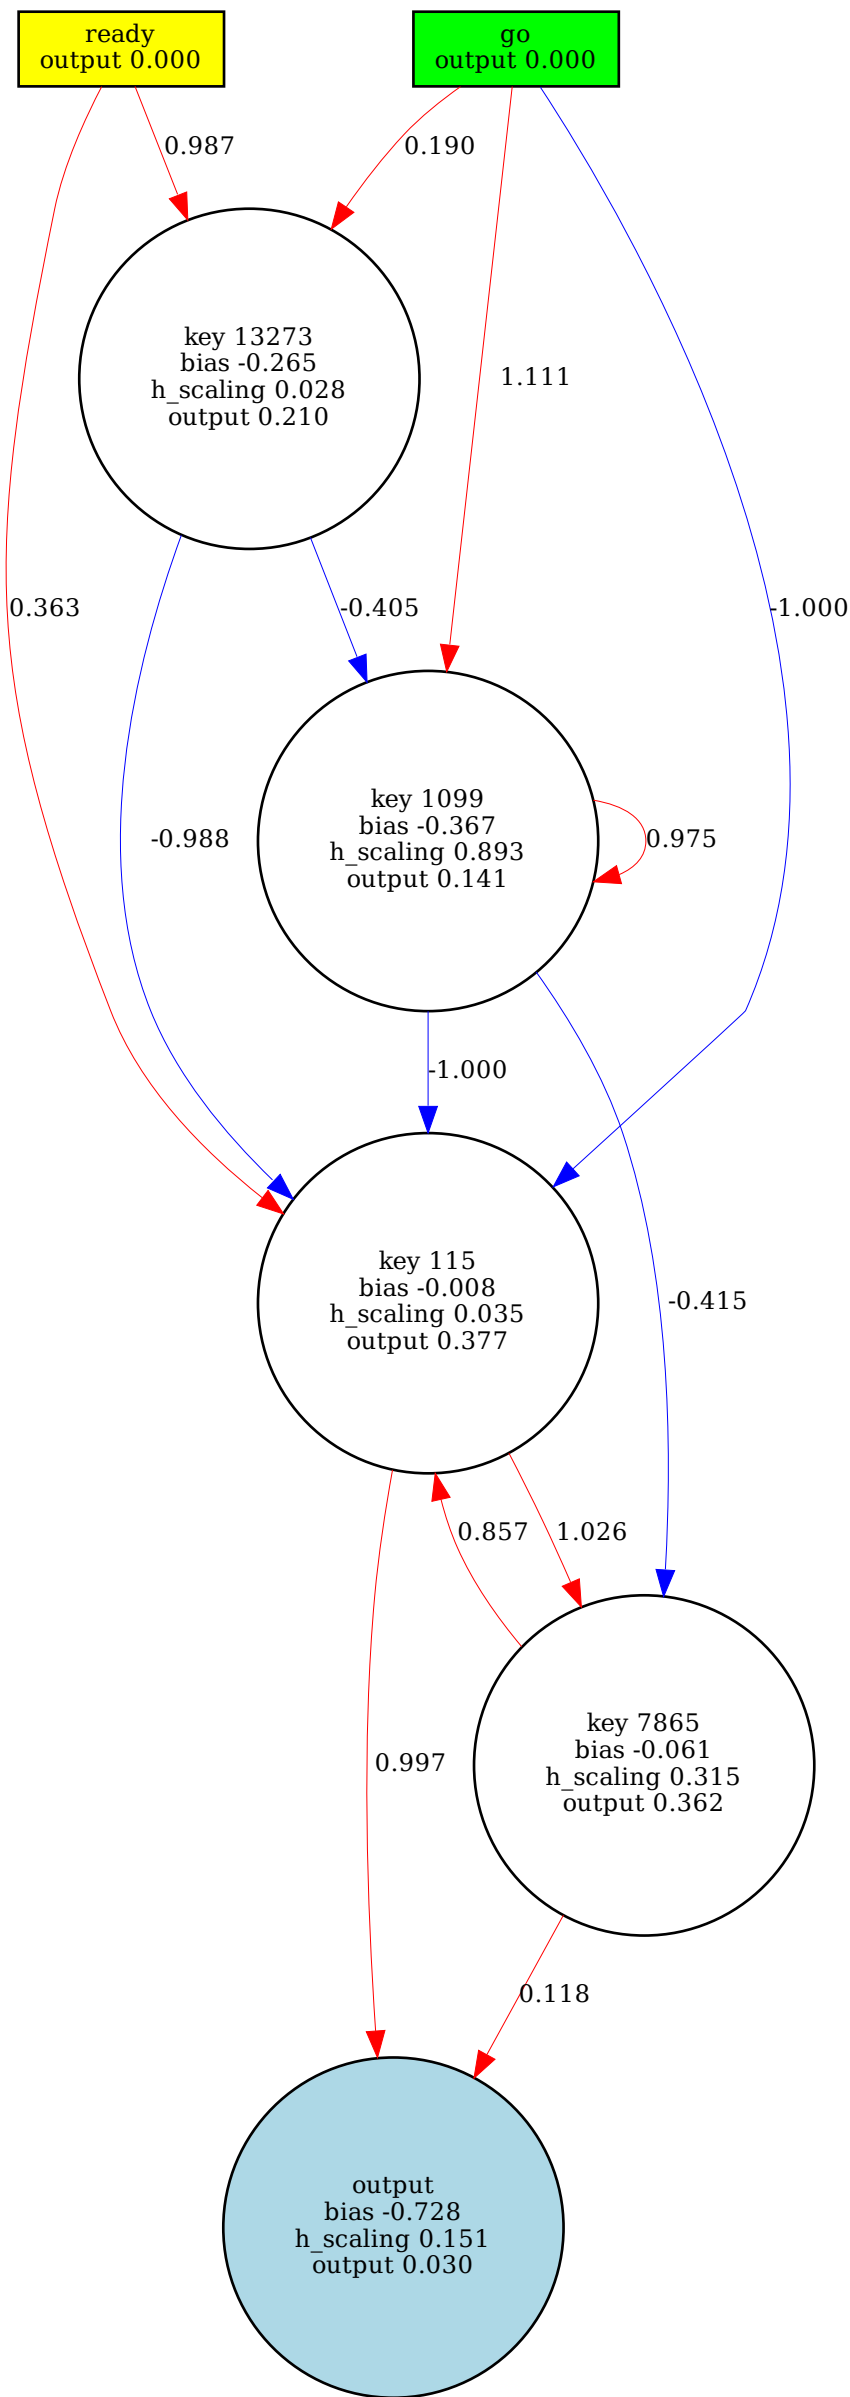 ready
output 0.000
go
output 0.000
0.987
0.190
key 13273
bias -0.265
h_scaling 0.028
output 0.210
1.111
0.363
-0.405
-1.000
key 1099
bias -0.367
h_scaling 0.893
output 0.141
-0.988
0.975
-1.000
key 115
bias -0.008
h_scaling 0.035
output 0.377
-0.415
0.857
1.026
key 7865
bias -0.061
h_scaling 0.315
output 0.362
0.997
0.118
output
bias -0.728
h_scaling 0.151
output 0.030